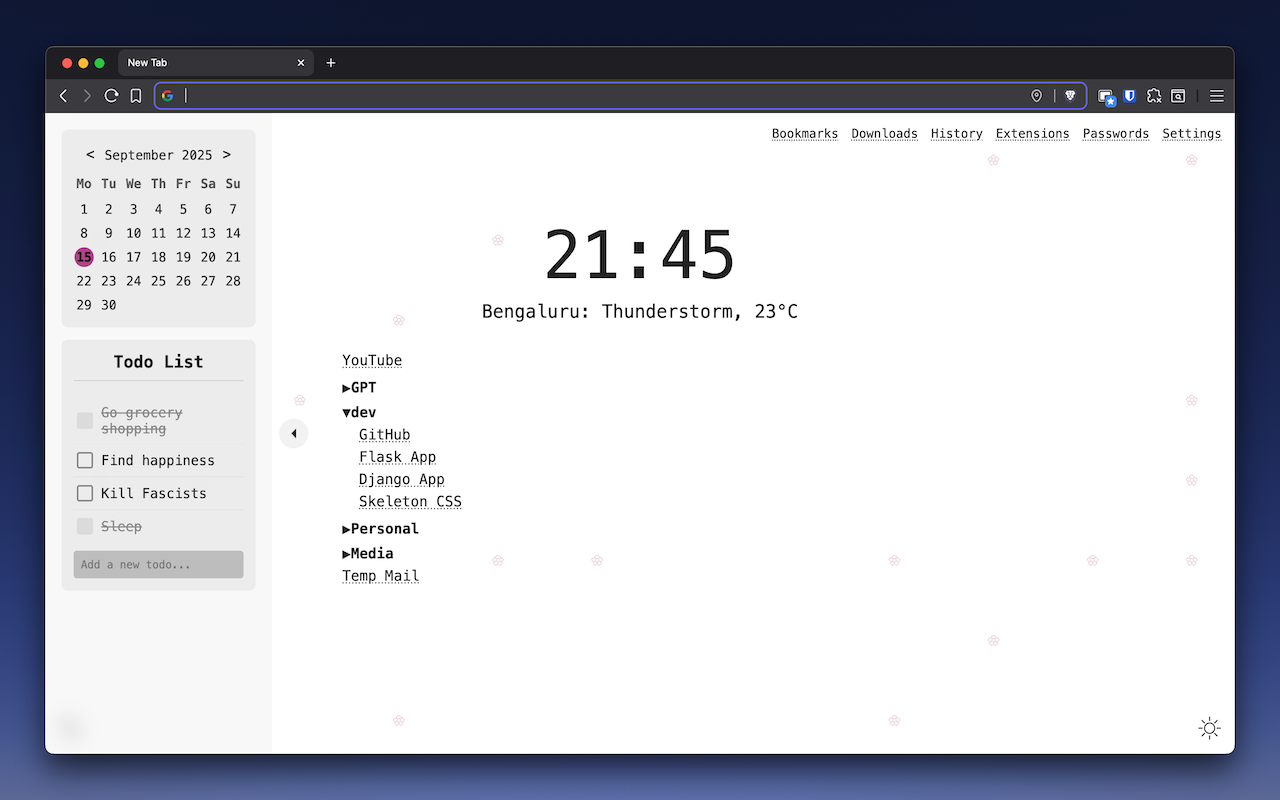 New Tab
< September 2025 >
Mo Tu We Th Fr Sa Su
1 2 3 4 5 6 7
8 9 10 11 12 13 14
15 16 17 18 19 20 21
22 23 24 25 26 27 28
29 30
Todo List
Go grocery
shopping
Find happiness
Kill Fascists
Sleep
Add a new todo...
Bookmarks Downloads History Extensions Passwords Settings
21:45
Bengaluru: Thunderstorm, 23°C
YouTube
▶GPT
▼dev
GitHub
Flask App
Django App
Skeleton CSS
▶Personal
▶Media
Temp Mail